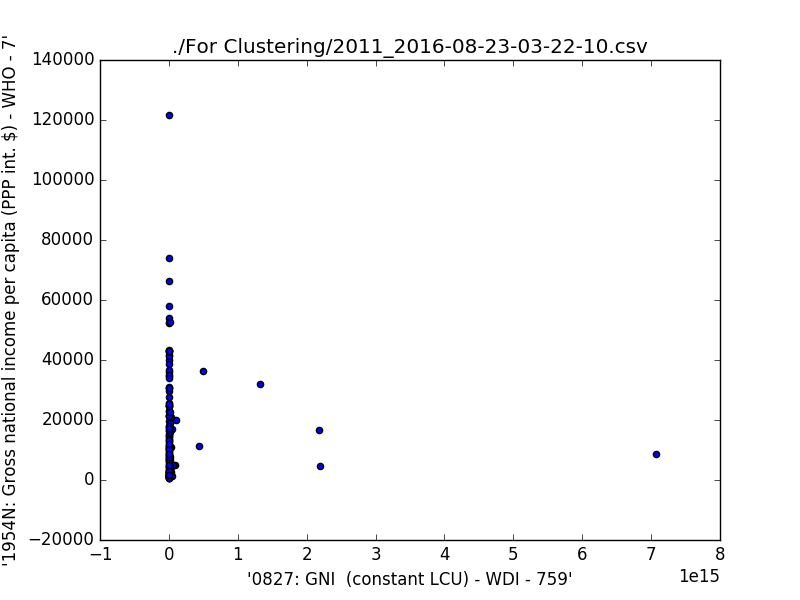 ./For Clustering/2011_2016-08-23-03-22-10.csv
'1954N: Gross national income per capita (PPP int. $) - WHO - 7'
140000
120000
100000
80000
60000
40000
20000
0
−20000
−1 0 1 2 3 4 5 6 7 8
1e15
'0827: GNI  (constant LCU) - WDI - 759'